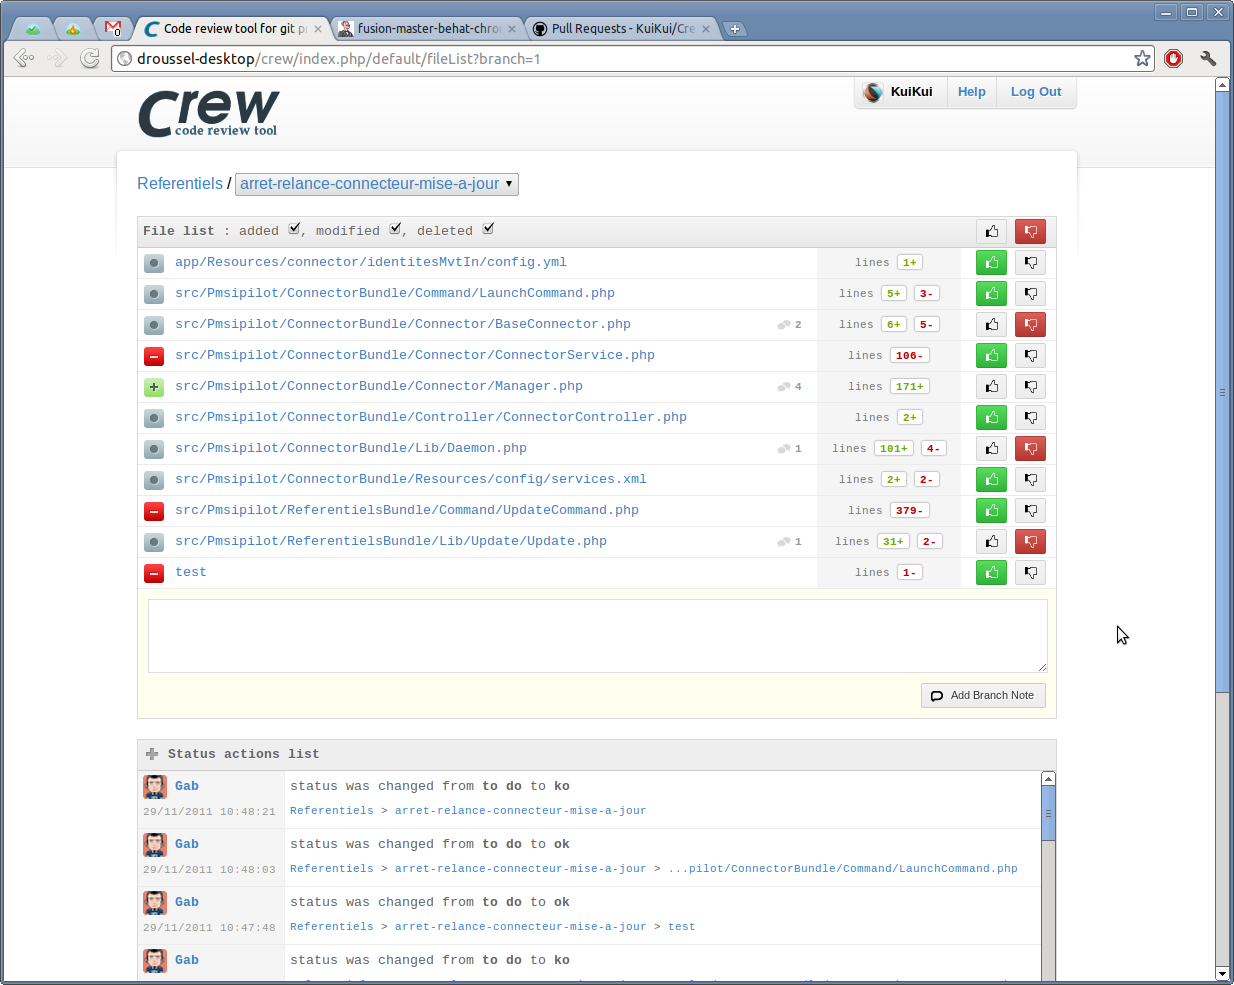 0
Code review tool for git p
fusion-master-behat-chro
Pull Requests - KuiKui/Cre
droussel-desktop/crew/index.php/default/fileList?branch=1
Crew
code review tool
KuiKui
Help
Log Out
Referentiels / arret-relance-connecteur-mise-a-jour
File list : added , modified , deleted
app/Resources/connector/identitesMvtIn/config.yml lines 1+
src/Pmsipilot/ConnectorBundle/Command/LaunchCommand.php lines 5+ 3-
src/Pmsipilot/ConnectorBundle/Connector/BaseConnector.php 2 lines 6+ 5-
src/Pmsipilot/ConnectorBundle/Connector/ConnectorService.php lines 106-
src/Pmsipilot/ConnectorBundle/Connector/Manager.php 4 lines 171+
src/Pmsipilot/ConnectorBundle/Controller/ConnectorController.php lines 2+
src/Pmsipilot/ConnectorBundle/Lib/Daemon.php 1 lines 101+ 4-
src/Pmsipilot/ConnectorBundle/Resources/config/services.xml lines 2+ 2-
src/Pmsipilot/ReferentielsBundle/Command/UpdateCommand.php lines 379-
src/Pmsipilot/ReferentielsBundle/Lib/Update/Update.php 1 lines 31+ 2-
test lines 1-
Add Branch Note
Status actions list
Gab status was changed from to do to ko
29/11/2011 10:48:21 Referentiels > arret-relance-connecteur-mise-a-jour
Gab status was changed from to do to ok
29/11/2011 10:48:03 Referentiels > arret-relance-connecteur-mise-a-jour > ...pilot/ConnectorBundle/Command/LaunchCommand.php
Gab status was changed from to do to ok
29/11/2011 10:47:48 Referentiels > arret-relance-connecteur-mise-a-jour > test
Gab status was changed from to do to ko